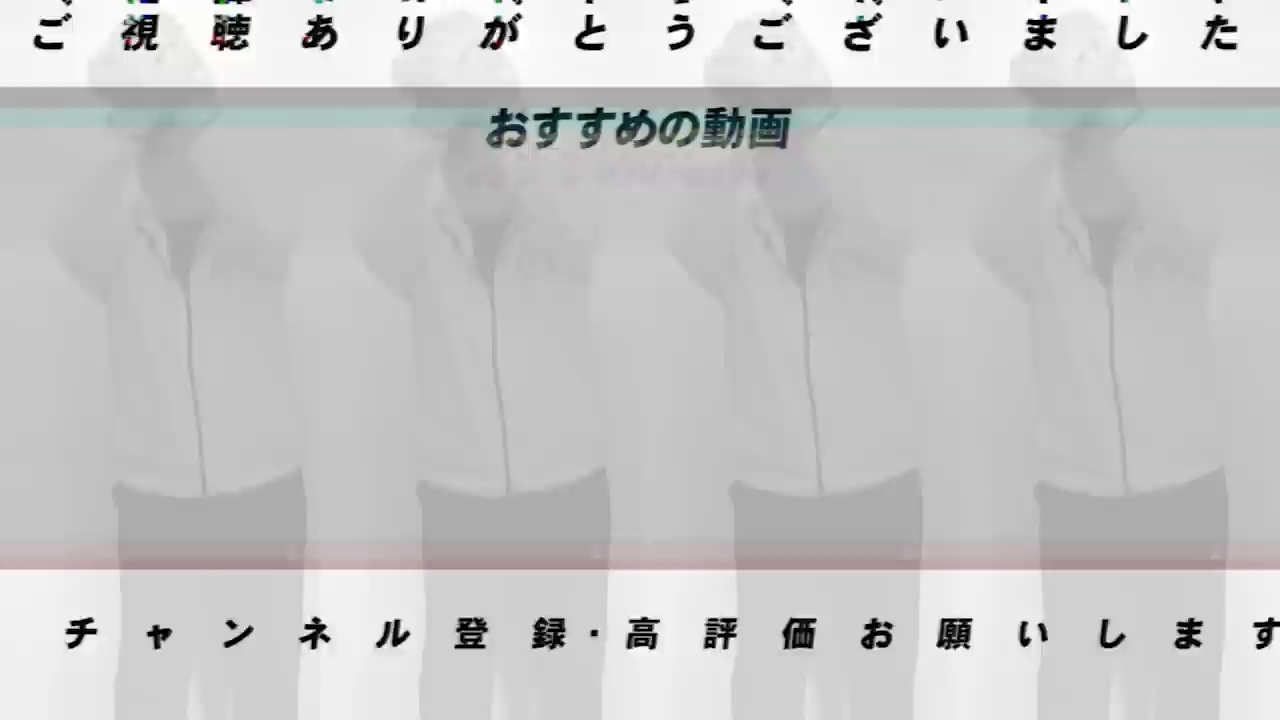 ご視聴ありがとうございました
おすすめの動画
チャンネル登録・高評価お願いします